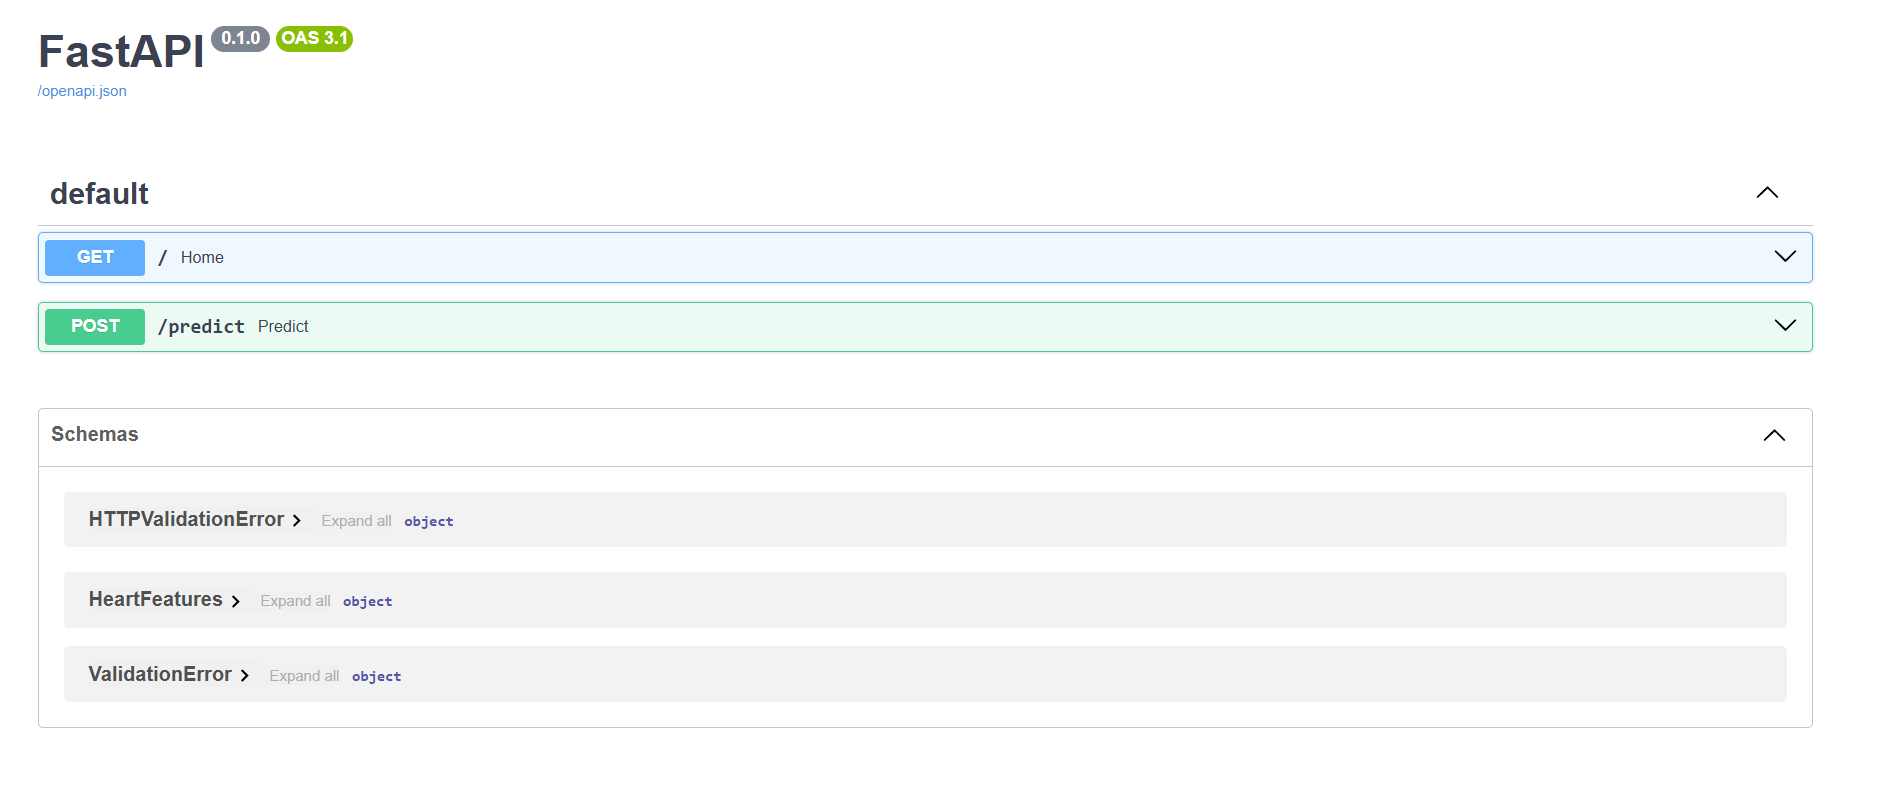 FastAPI 0.1.0 OAS 3.1
/openapi.json
default
GET / Home
POST /predict Predict
Schemas
HTTPValidationError Expand all object
HeartFeatures Expand all object
ValidationError Expand all object